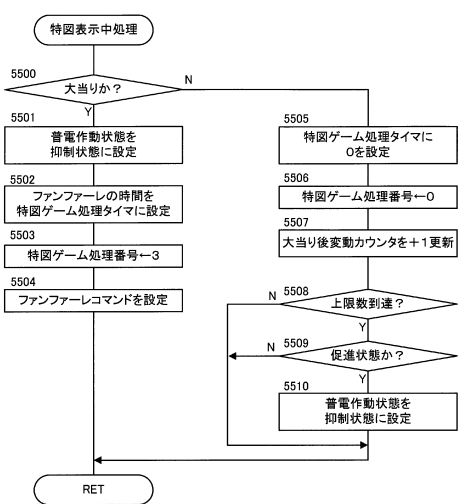 特図表示中処理
5500
大当りか？
N
Y
5501
普電作動状態を
抑制状態に設定
5502
ファンファーレの時間を
特図ゲーム処理タイマに設定
5503
特図ゲーム処理番号←3
5504
ファンファーレコマンドを設定
5505
特図ゲーム処理タイマに
0を設定
5506
特図ゲーム処理番号←0
5507
大当り後変動カウンタを＋1更新
5508
上限数到達？
N
Y
5509
促進状態か？
N
Y
5510
普電作動状態を
抑制状態に設定
RET